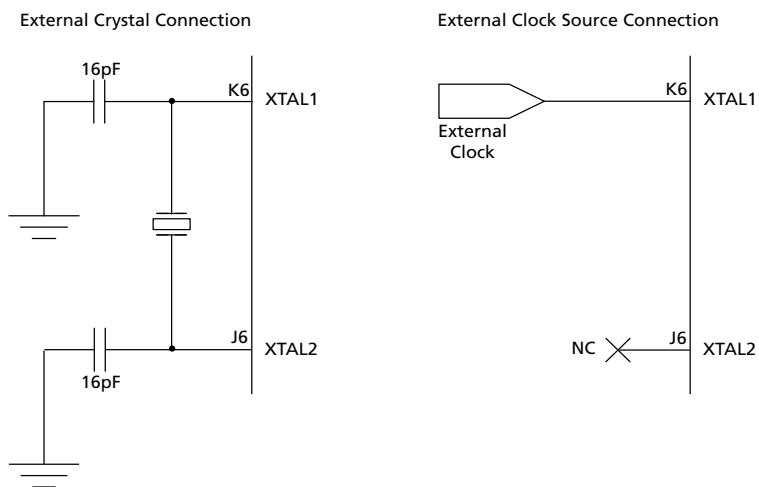 External Crystal Connection
16pF
K6
XTAL1
J6
XTAL2
16pF
External Clock Source Connection
K6
XTAL1
External
Clock
J6
NC
XTAL2